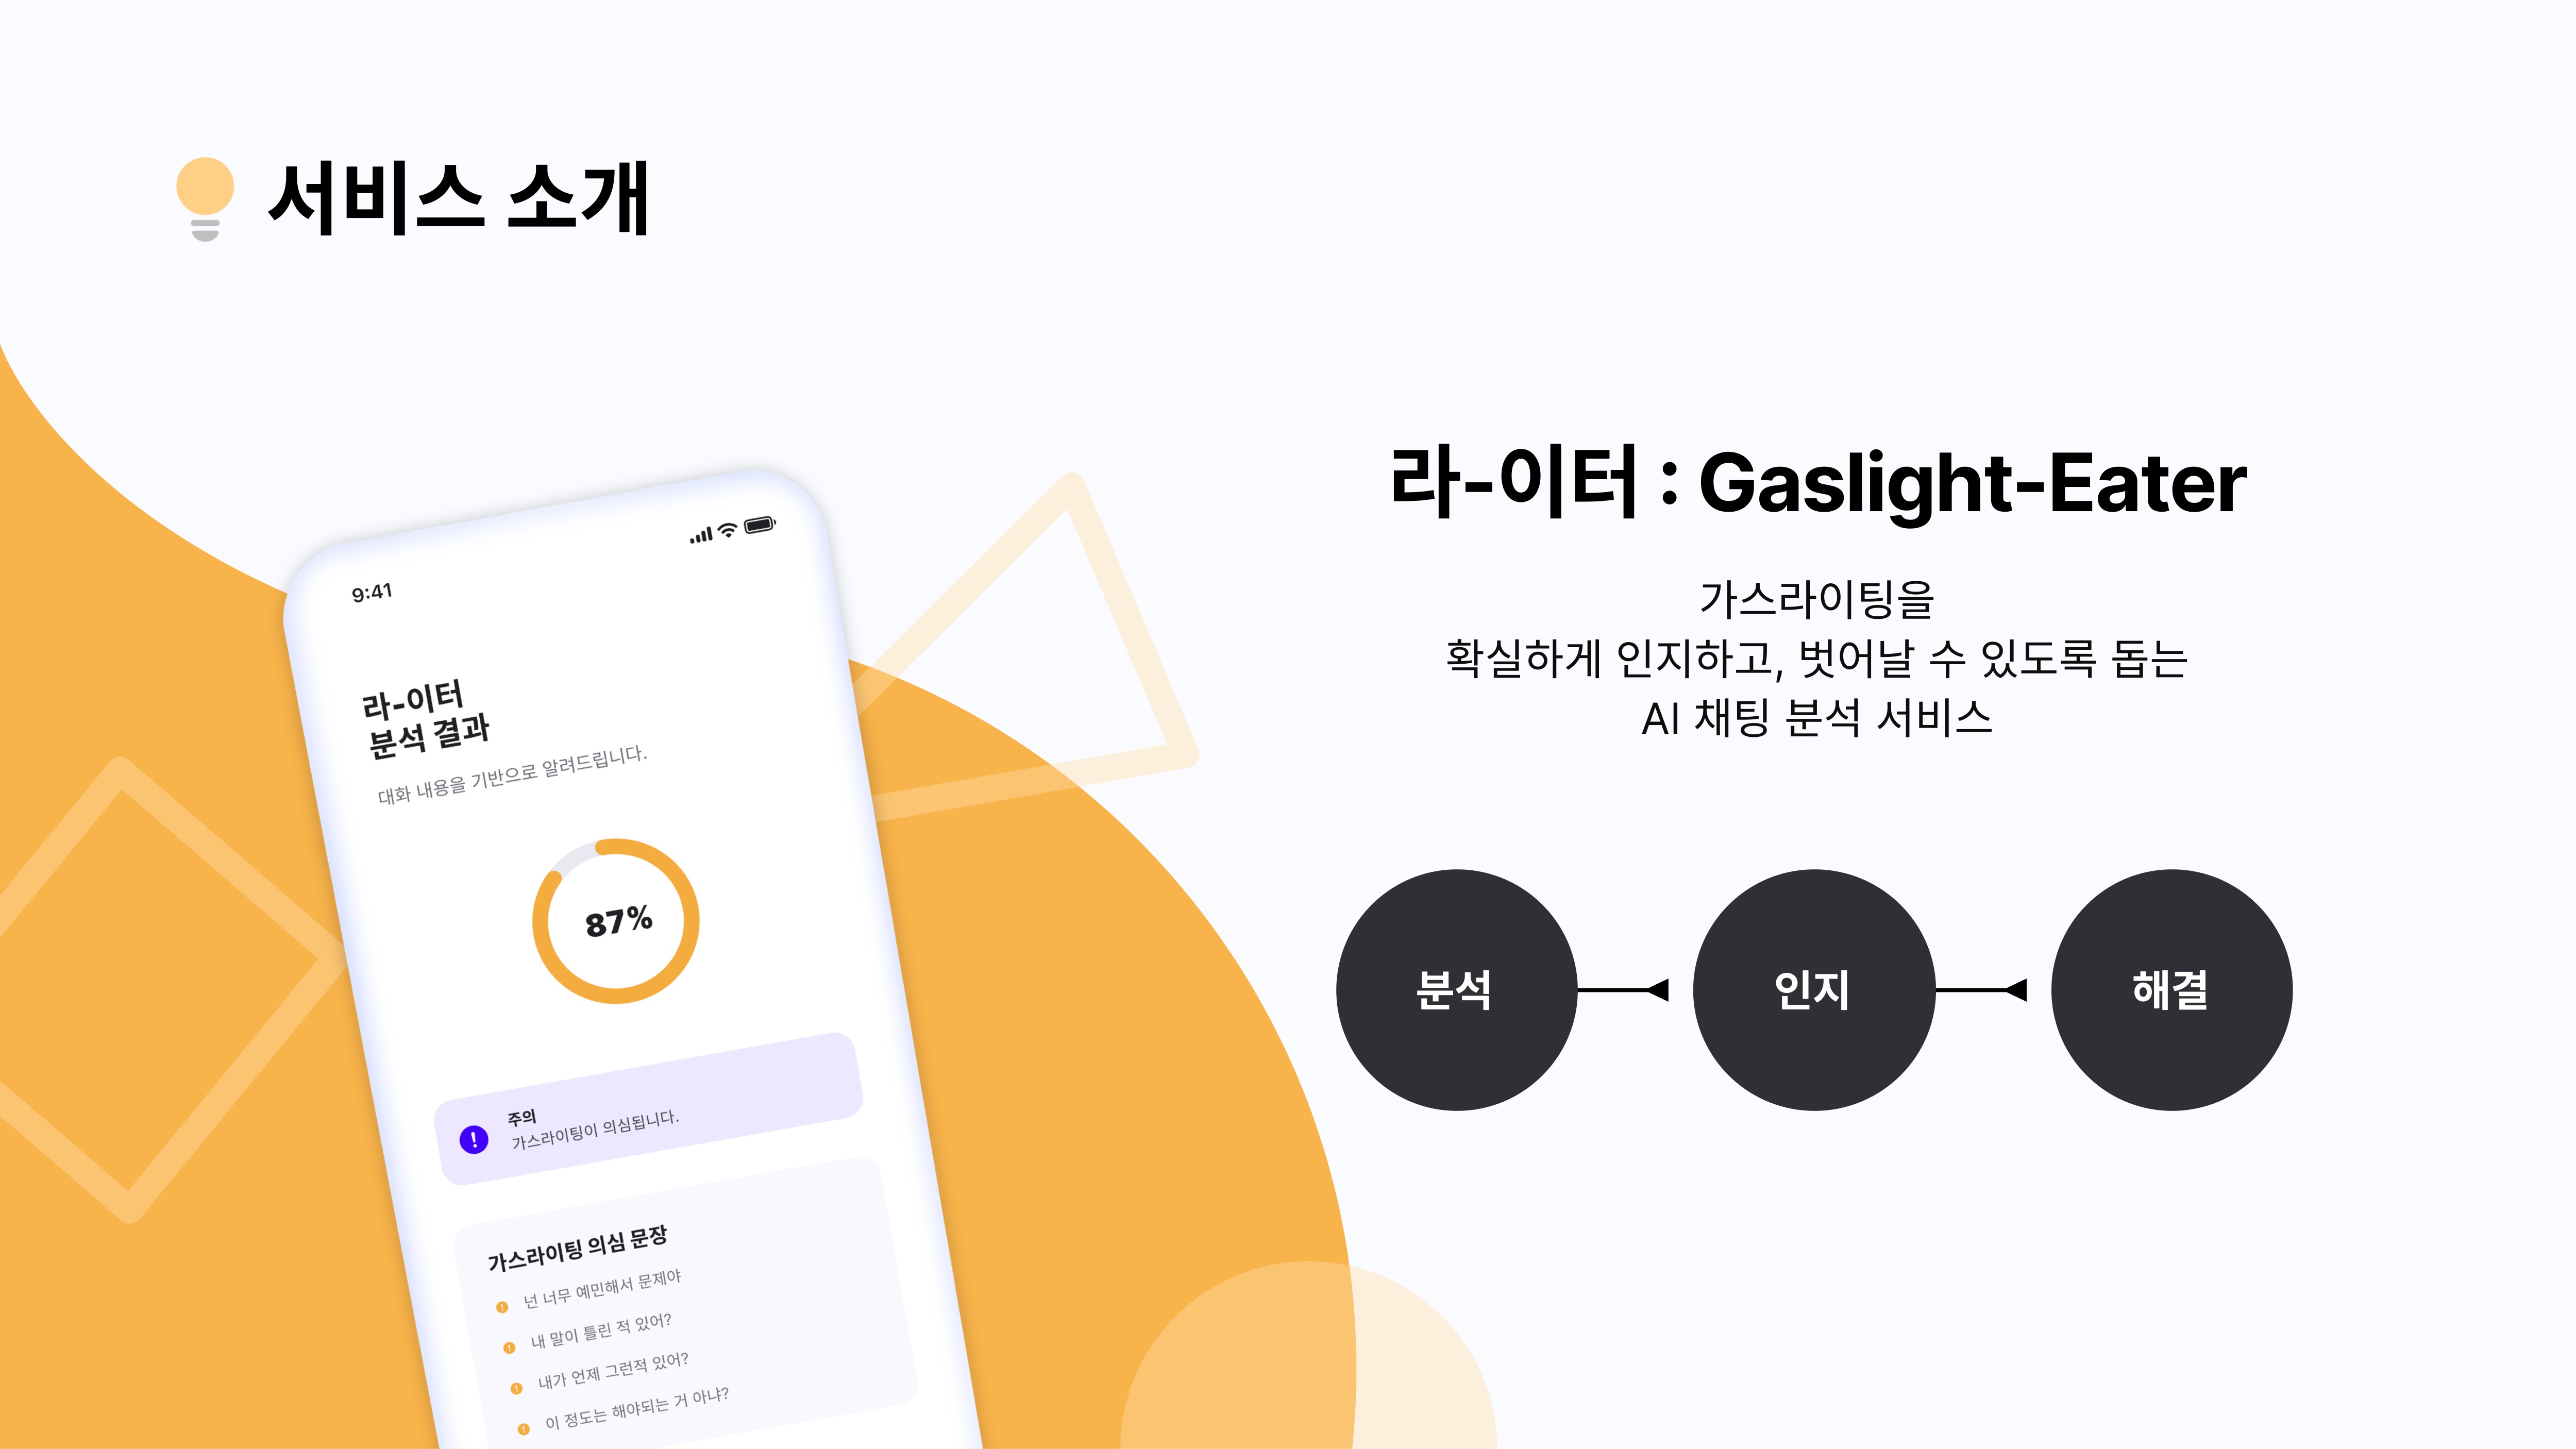 서비스 소개
9:41
라-이터
분석 결과
대화 내용을 기반으로 알려드립니다.
87%
주의
가스라이팅이 의심됩니다.
가스라이팅 의심 문장
넌 너무 예민해서 문제야
내 말이 틀린 적 있어?
내가 언제 그런적 있어?
이 정도는 해야되는 거 아냐?
라-이터 : Gaslight-Eater
가스라이팅을
확실하게 인지하고, 벗어날 수 있도록 돕는
AI 채팅 분석 서비스
분석
인지
해결